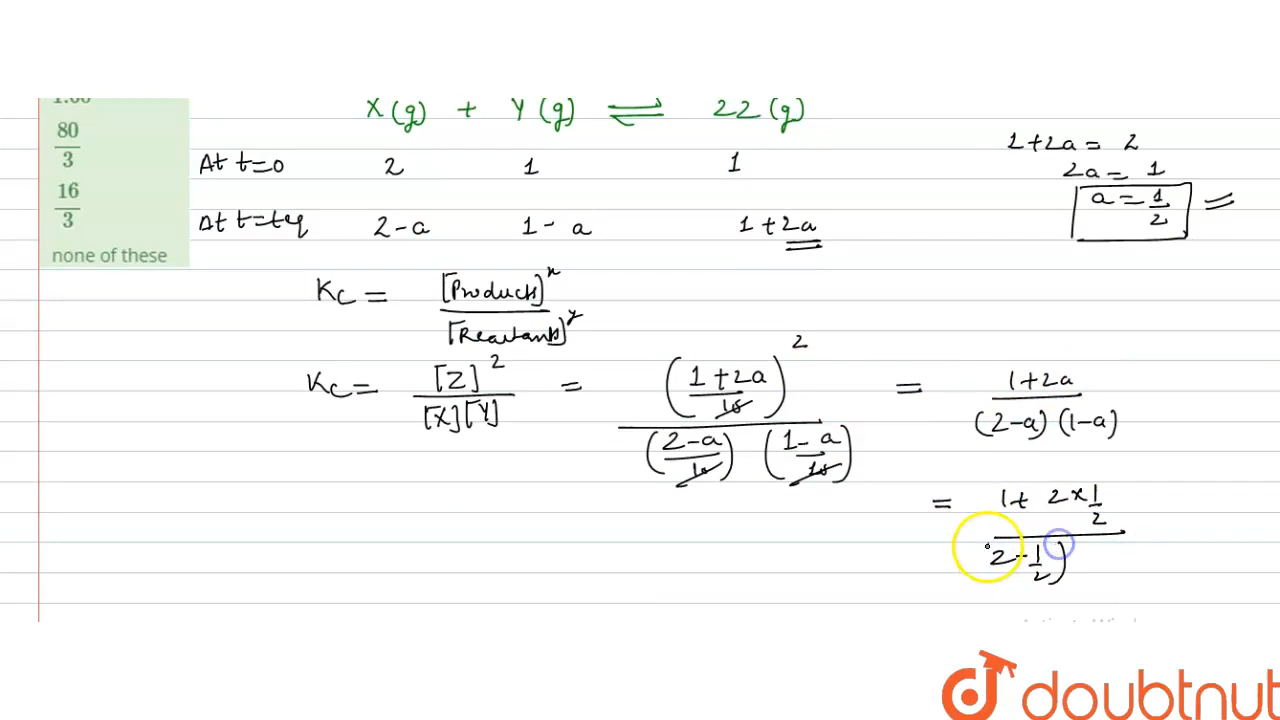 X(g) + Y(g) ⇌ 2Z(g)
80/3
16/3
none of these
At t=0 2 1 1
At t=teq 2-a 1-a 1+2a
1+2a = 2
2a = 1
a = 1/2
Kc = [Products]^x / [Reactants]^y
Kc = [Z]^2 / [X][Y] = ((1+2a)/10)^2 / ((2-a)/10) ((1-a)/10) = 1+2a / (2-a)(1-a)
= 1+ 2×1/2 / 2-1/2)
doubtnut